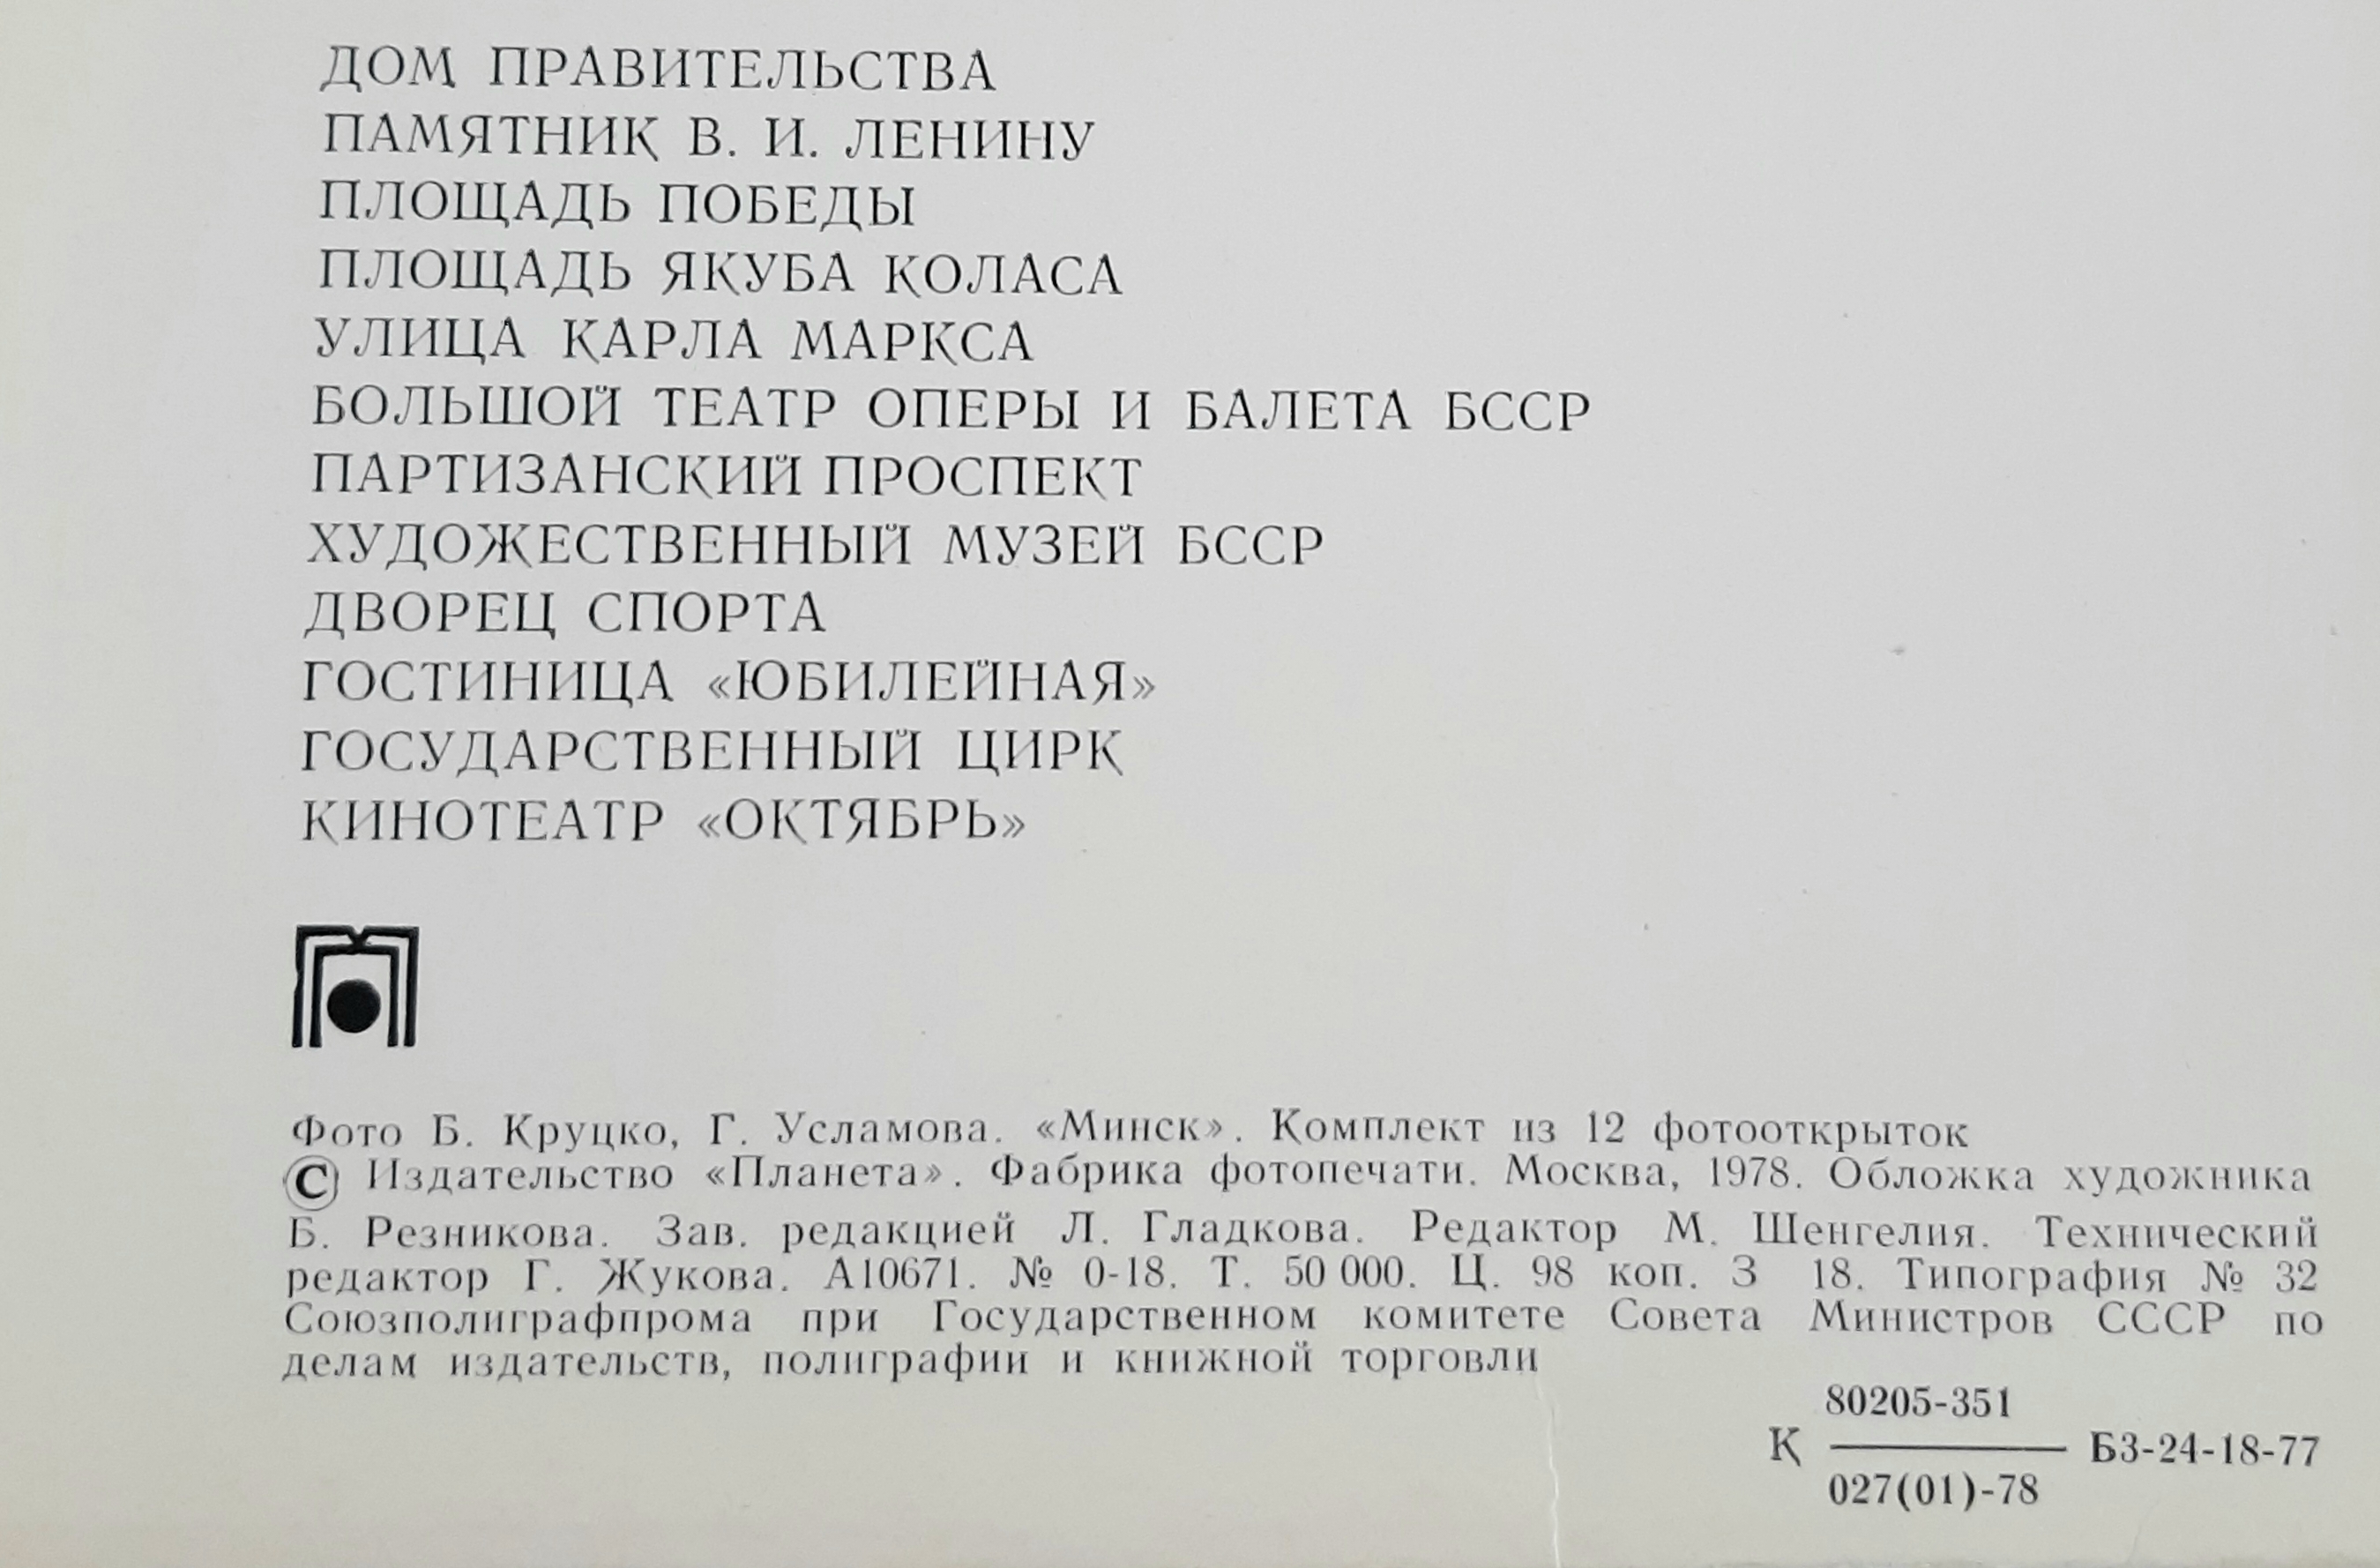 ДОМ ПРАВИТЕЛЬСТВА
ПАМЯТНИК В. И. ЛЕНИНУ
ПЛОЩАДЬ ПОБЕДЫ
ПЛОЩАДЬ ЯКУБА КОЛАСА
УЛИЦА КАРЛА МАРКСА
БОЛЬШОЙ ТЕАТР ОПЕРЫ И БАЛЕТА БССР
ПАРТИЗАНСКИЙ ПРОСПЕКТ
ХУДОЖЕСТВЕННЫЙ МУЗЕЙ БССР
ДВОРЕЦ СПОРТА
ГОСТИНИЦА «ЮБИЛЕЙНАЯ»
ГОСУДАРСТВЕННЫЙ ЦИРК
КИНОТЕАТР «ОКТЯБРЬ»
Фото Б. Круцко, Г. Усламова. «Минск». Комплект из 12 фотооткрыток
© Издательство «Планета». Фабрика фотопечати. Москва, 1978. Обложка художника
Б. Резникова. Зав. редакцией Л. Гладкова. Редактор М. Шенгелия. Технический
редактор Г. Жукова. А10671. № 0-18. Т. 50 000. Ц. 98 коп. З 18. Типография № 32
Союзполиграфпрома при Государственном комитете Совета Министров СССР по
делам издательств, полиграфии и книжной торговли
80205-351
К Б3-24-18-77
027(01)-78